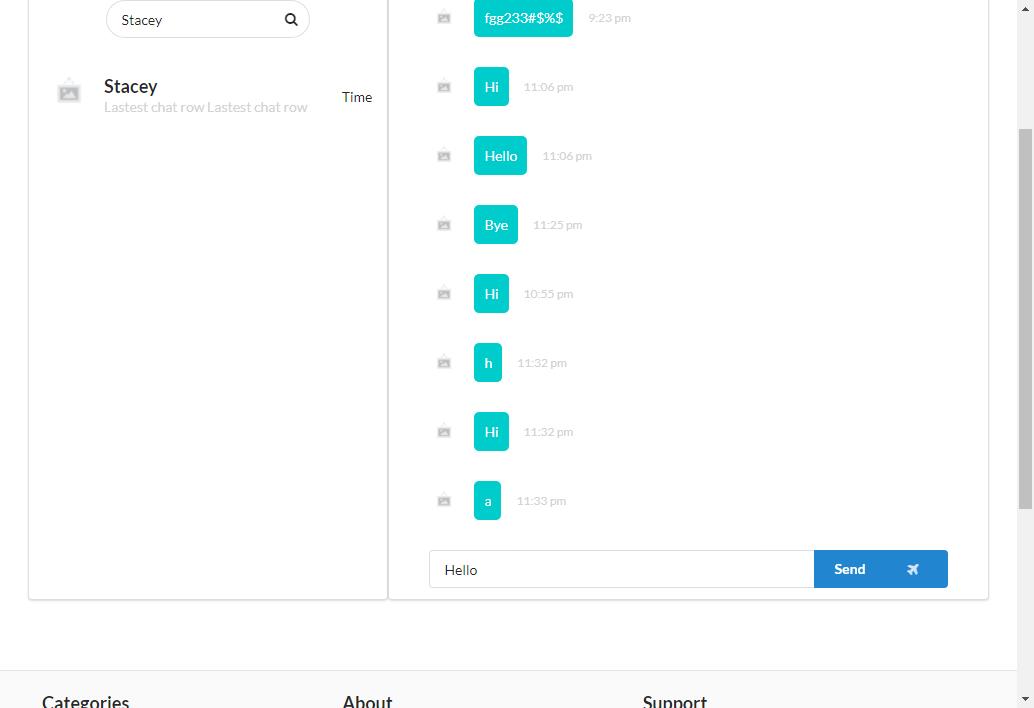 Stacey
Stacey
Lastest chat row Lastest chat row
Time
fgg233#$%$ 9:23 pm
Hi 11:06 pm
Hello 11:06 pm
Bye 11:25 pm
Hi 10:55 pm
h 11:32 pm
Hi 11:32 pm
a 11:33 pm
Hello Send
Categories About Support